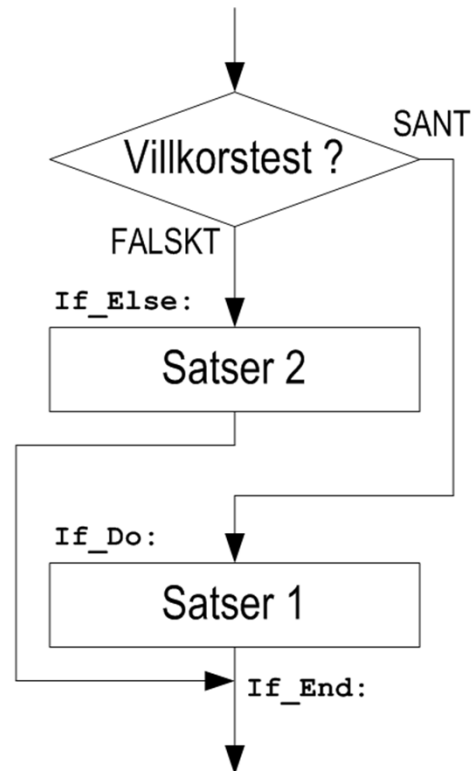 SANT
Villkorstest ?
FALSKT
If_Else:
Satser 2
If_Do:
Satser 1
If_End: